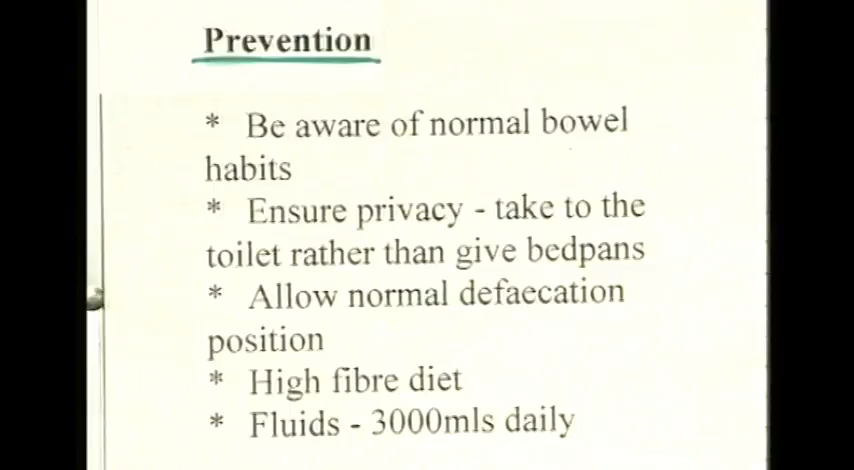 Prevention
* Be aware of normal bowel
habits
* Ensure privacy - take to the
toilet rather than give bedpans
* Allow normal defaecation
position
* High fibre diet
* Fluids - 3000mls daily